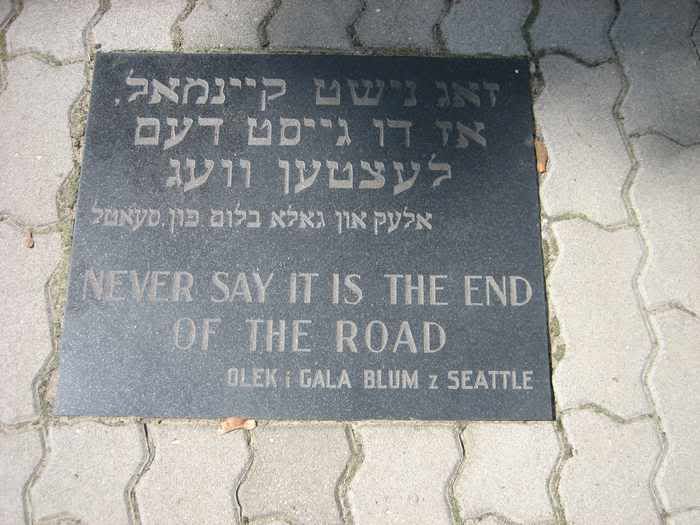 זאג נישט קיינמאל,
אז דו גייסט דעם
לעצטען וועג
אלעק און גאלא בלום פון סעאטל
NEVER SAY IT IS THE END
OF THE ROAD
OLEK i GALA BLUM z SEATTLE